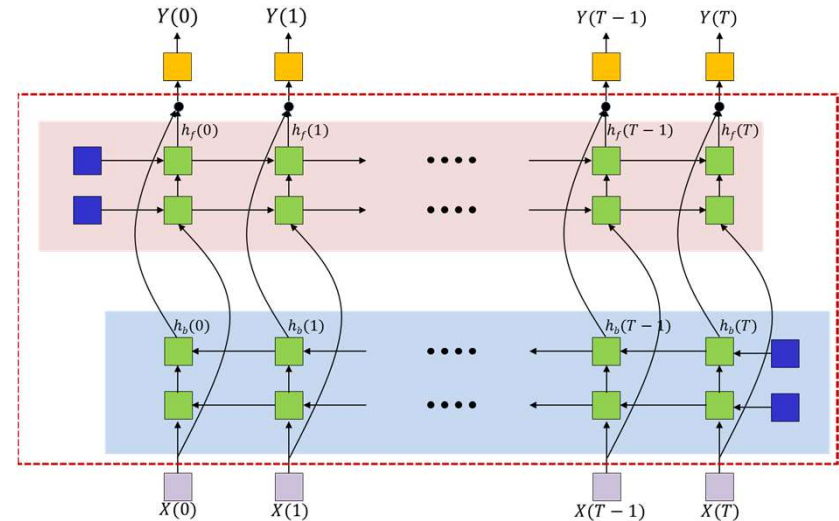 Y(0) Y(1) Y(T − 1) Y(T)
h_f(0) h_f(1) h_f(T − 1) h_f(T)
h_b(0) h_b(1) h_b(T − 1) h_b(T)
X(0) X(1) X(T − 1) X(T)